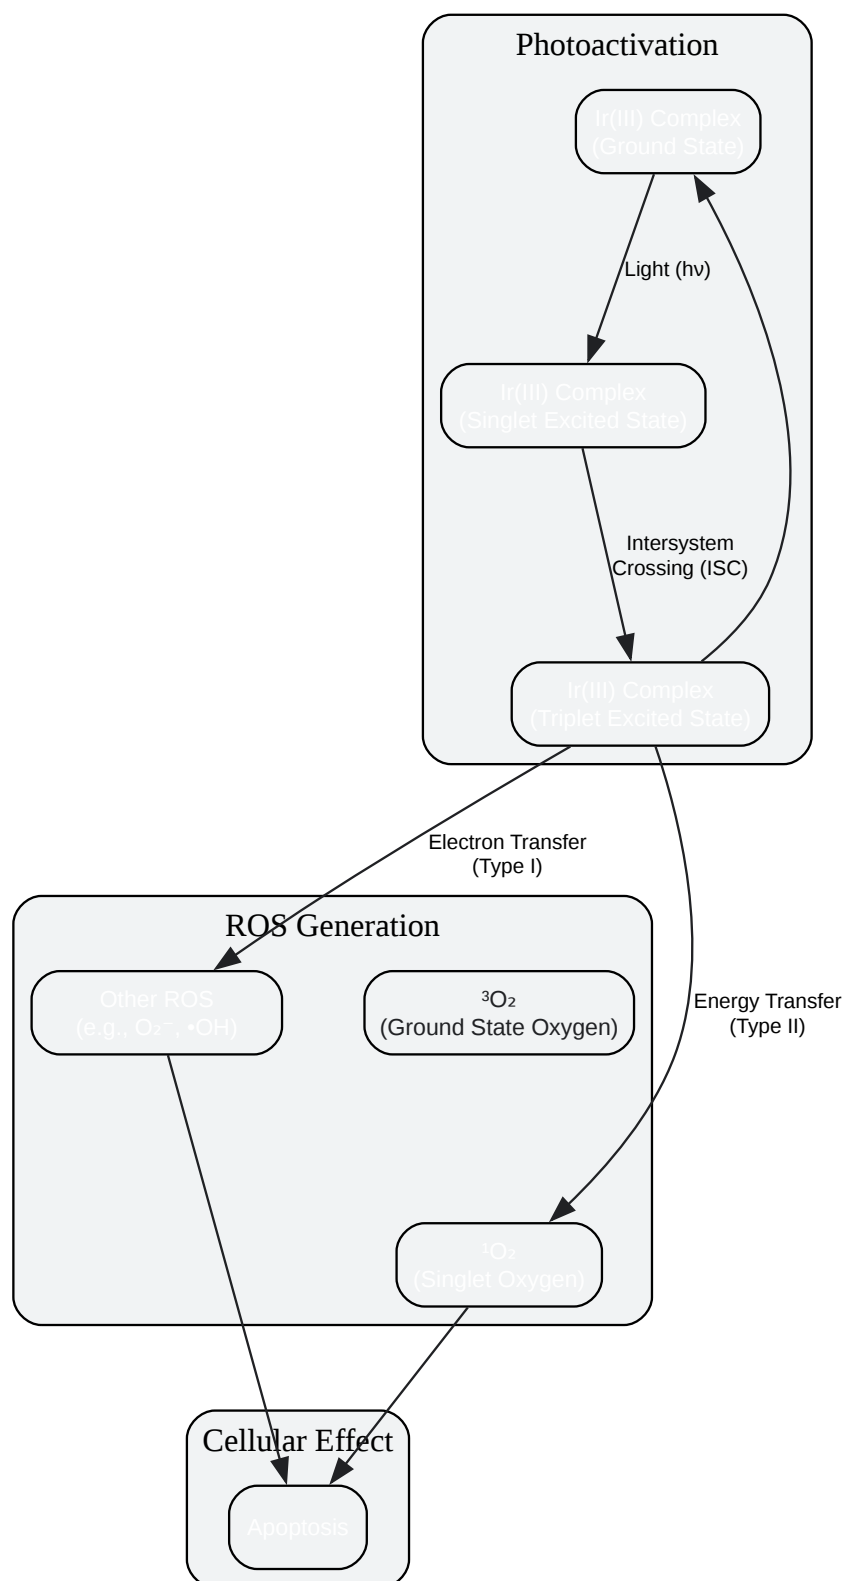 Photoactivation
Ir(III) Complex
(Ground State)
Light (hν)
Ir(III) Complex
(Singlet Excited State)
Intersystem
Crossing (ISC)
Ir(III) Complex
(Triplet Excited State)
Electron Transfer
(Type I)
ROS Generation
Other ROS
(e.g., O₂⁻, •OH)
³O₂
(Ground State Oxygen)
Energy Transfer
(Type II)
¹O₂
(Singlet Oxygen)
Cellular Effect
Apoptosis